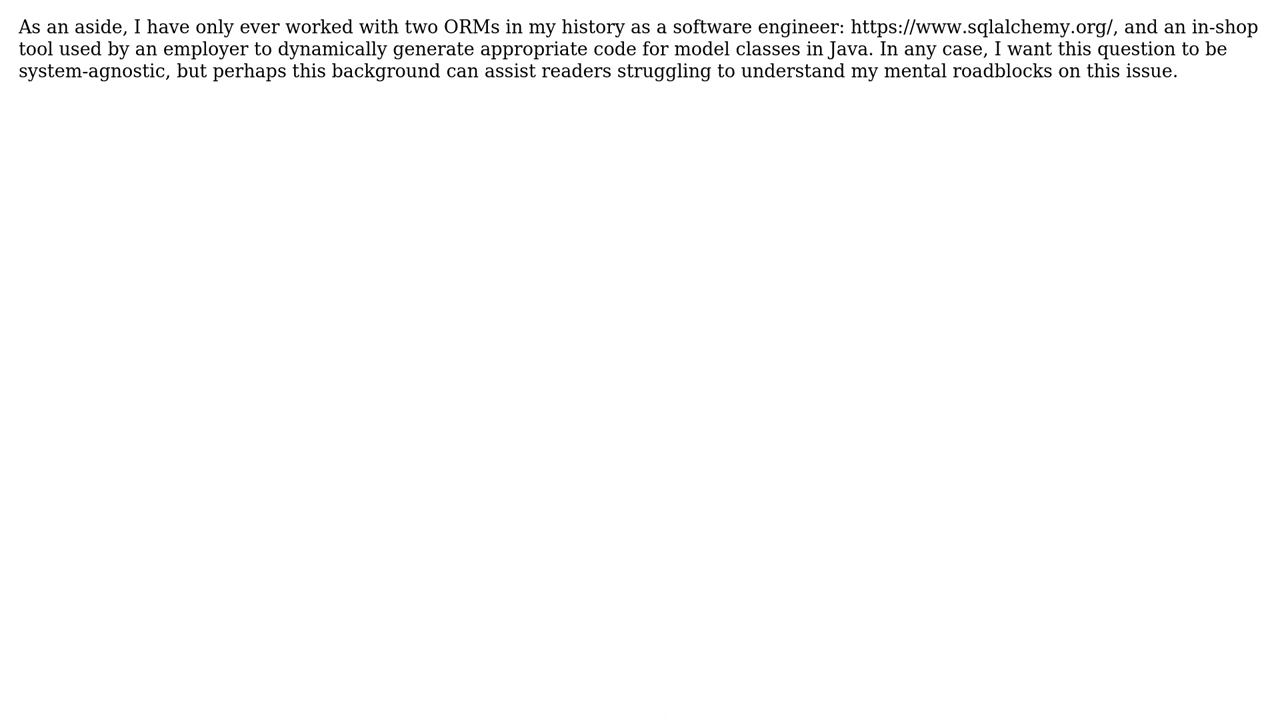 As an aside, I have only ever worked with two ORMs in my history as a software engineer: https://www.sqlalchemy.org/, and an in-shop
tool used by an employer to dynamically generate appropriate code for model classes in Java. In any case, I want this question to be
system-agnostic, but perhaps this background can assist readers struggling to understand my mental roadblocks on this issue.